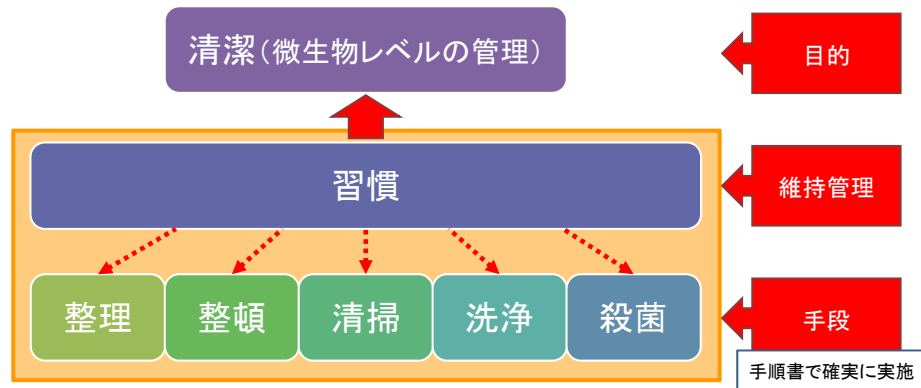 清潔(微生物レベルの管理)
目的
習慣
維持管理
整理
整頓
清掃
洗浄
殺菌
手段
手順書で確実に実施